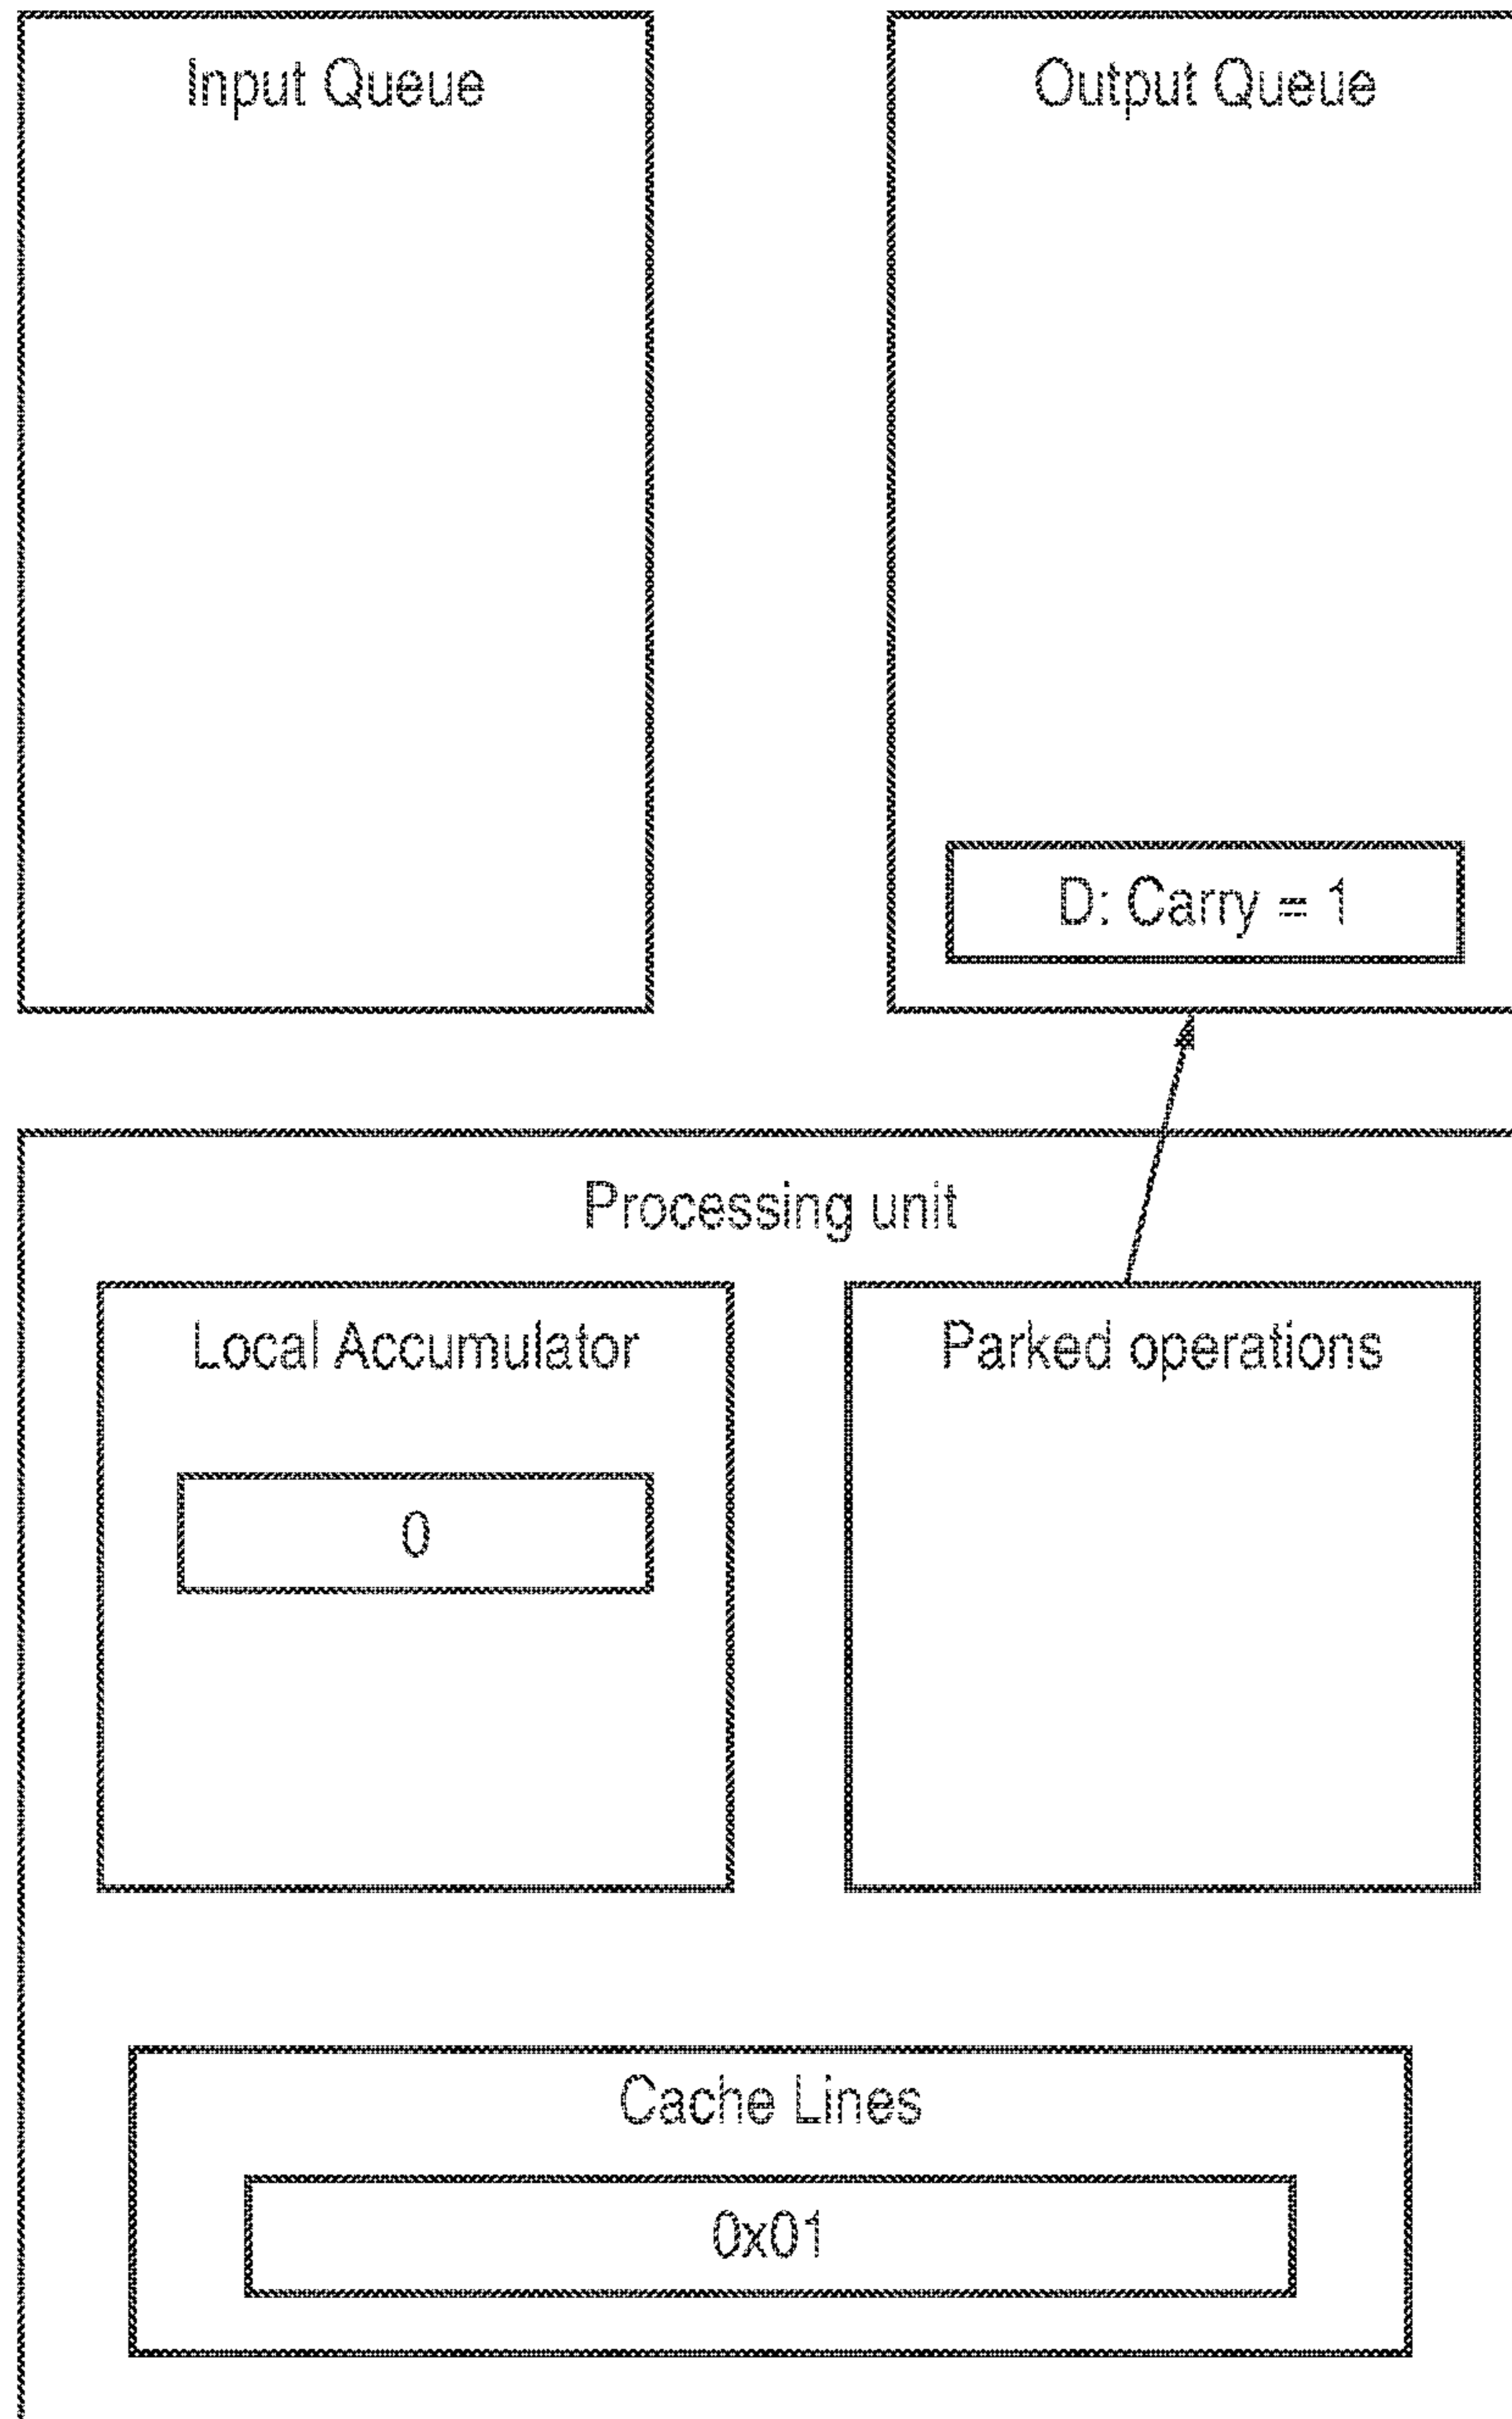 Input Queue
Output Queue
D: Carry = 1
Processing unit
Local Accumulator
Parked operations
0
Cache Lines
0x01